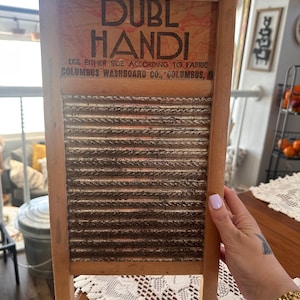 DUBL
HANDI
USE EITHER SIDE ACCORDING TO FABRIC
COLUMBUS WASHBOARD CO., COLUMBUS,